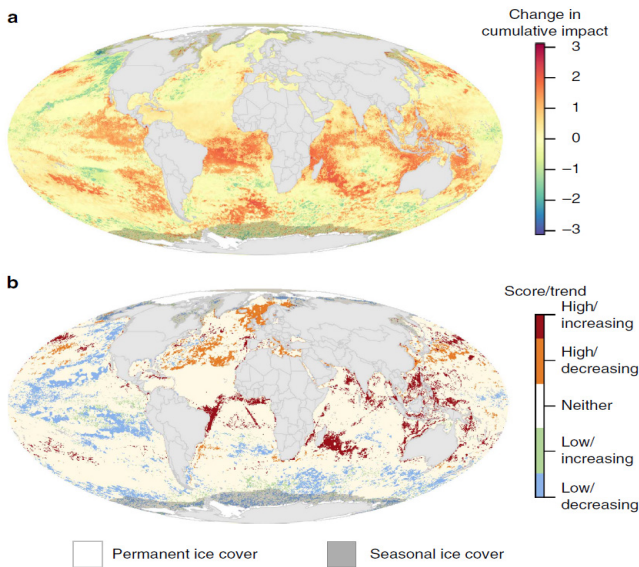 a
Change in
cumulative impact
3
2
1
0
−1
−2
−3
b
Score/trend
High/
increasing
High/
decreasing
Neither
Low/
increasing
Low/
decreasing
Permanent ice cover
Seasonal ice cover